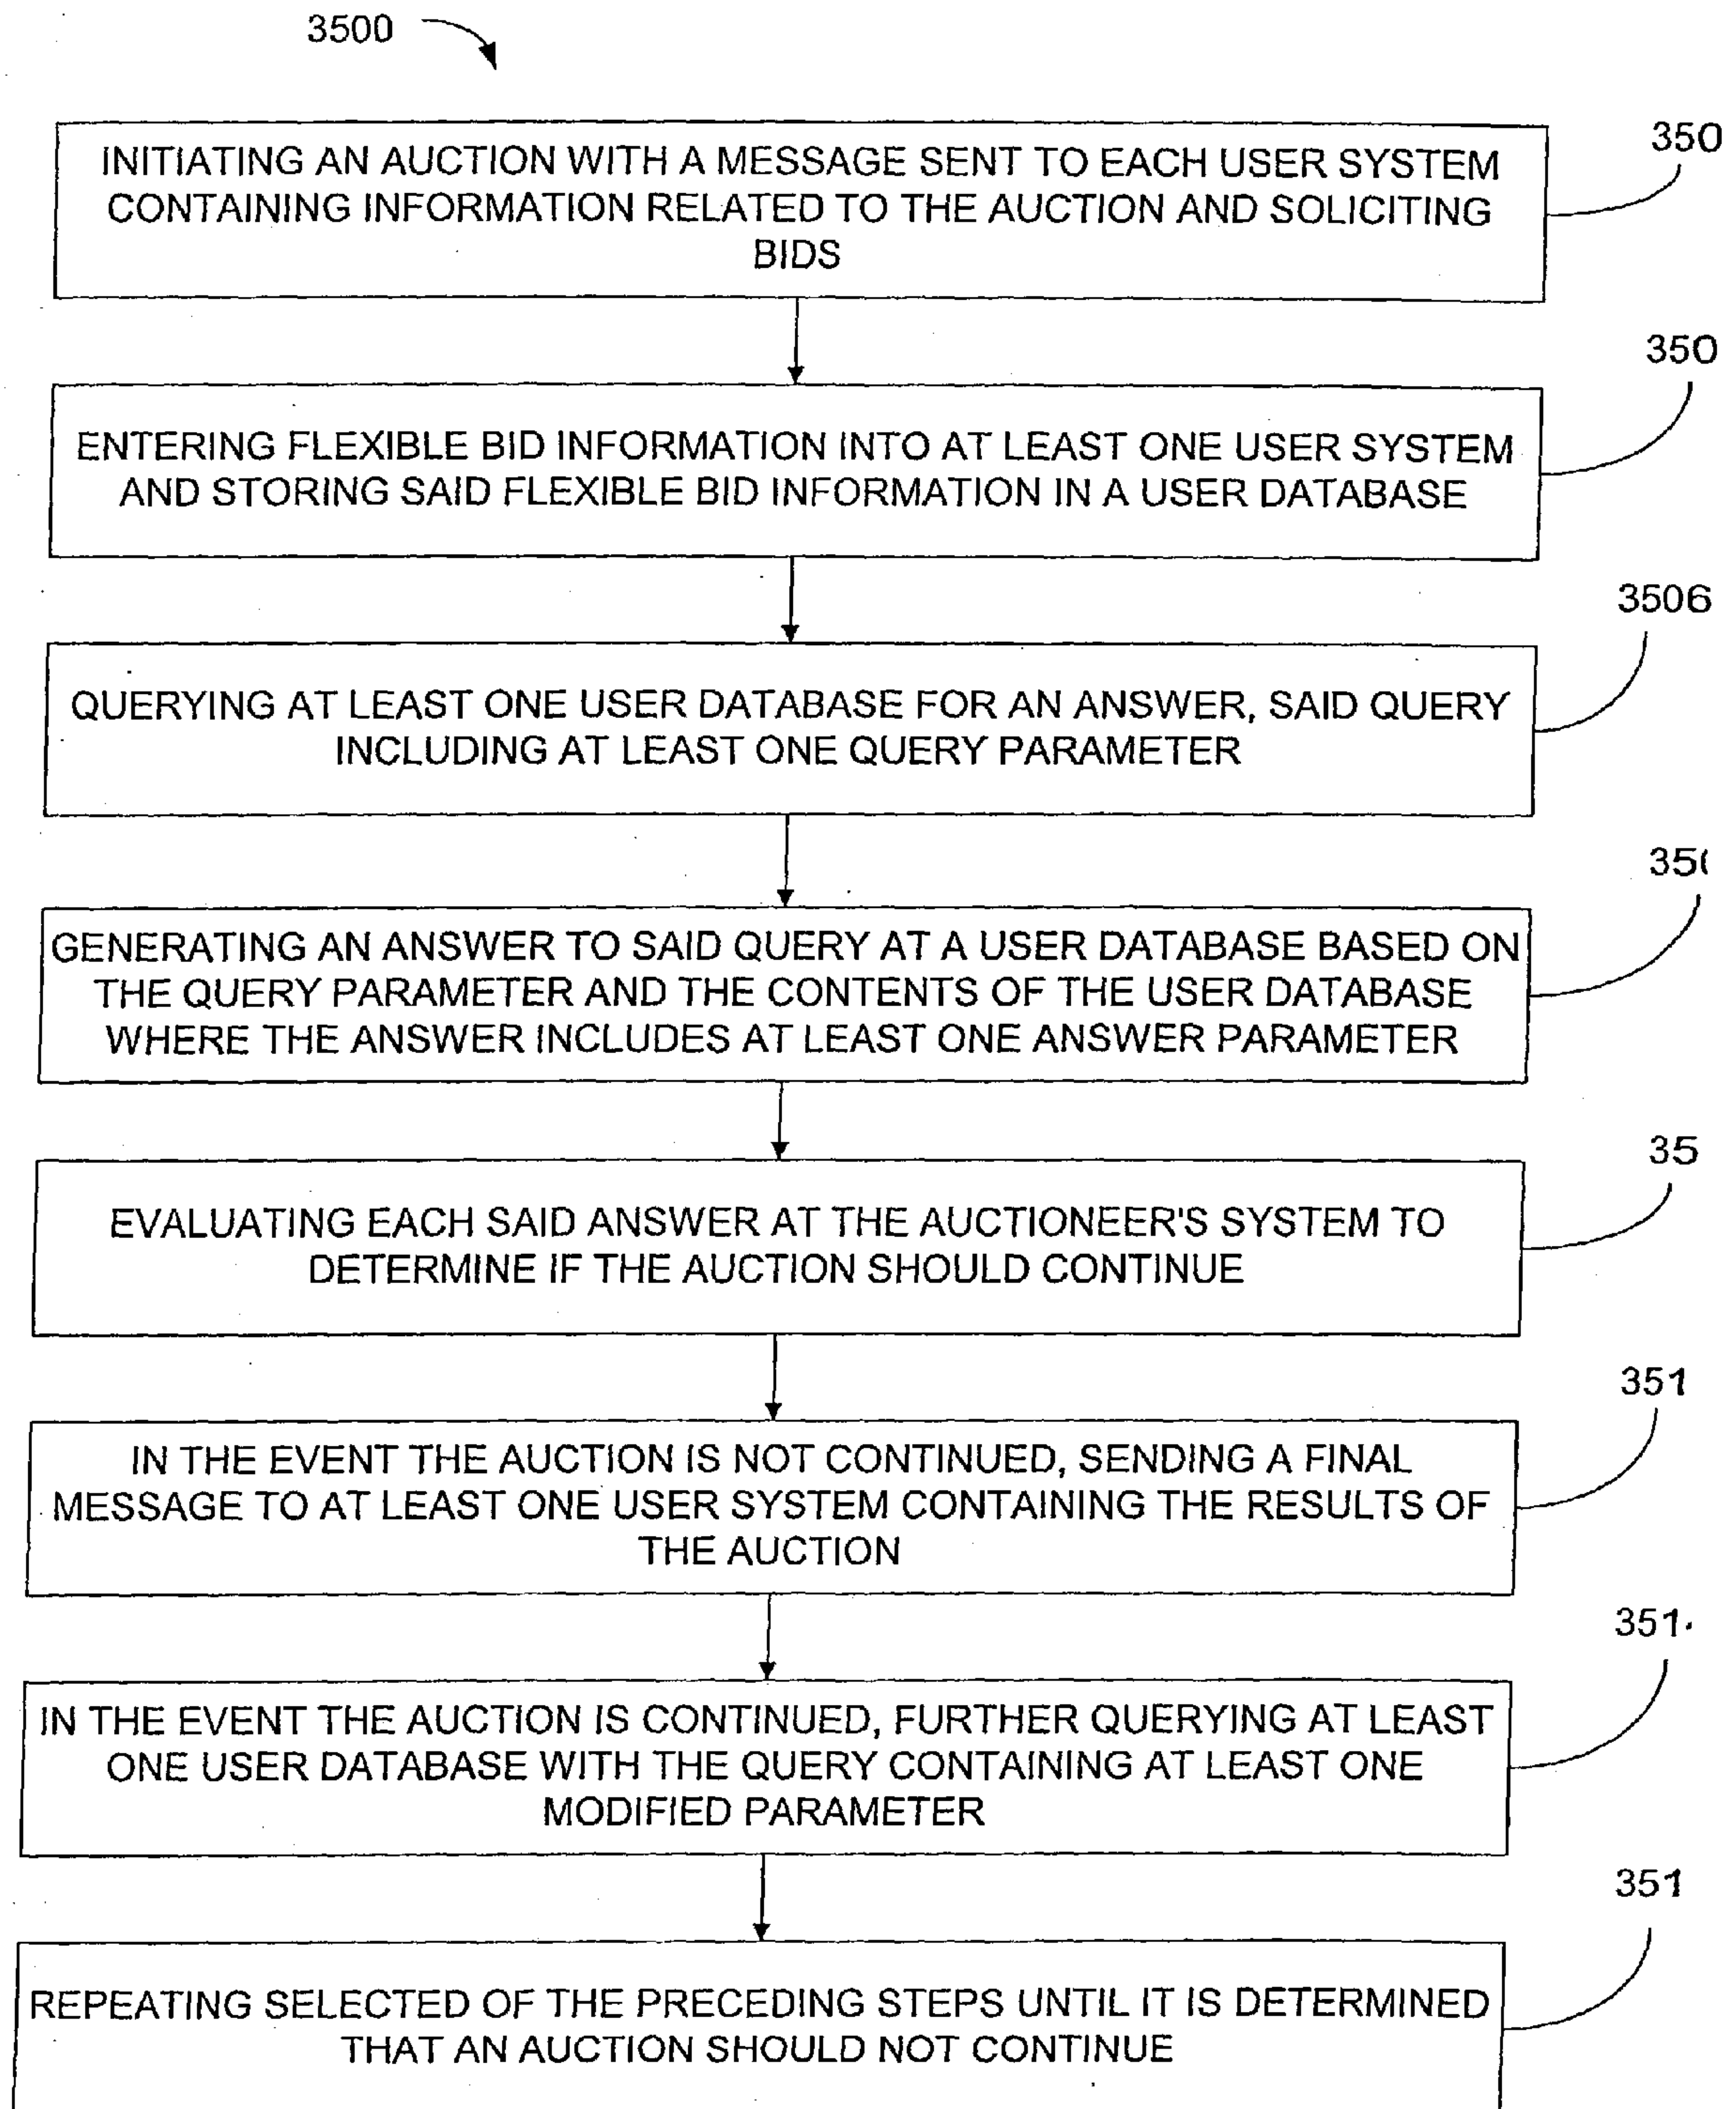 3500
350
INITIATING AN AUCTION WITH A MESSAGE SENT TO EACH USER SYSTEM
CONTAINING INFORMATION RELATED TO THE AUCTION AND SOLICITING
BIDS
350
ENTERING FLEXIBLE BID INFORMATION INTO AT LEAST ONE USER SYSTEM
AND STORING SAID FLEXIBLE BID INFORMATION IN A USER DATABASE
3506
QUERYING AT LEAST ONE USER DATABASE FOR AN ANSWER, SAID QUERY
INCLUDING AT LEAST ONE QUERY PARAMETER
GENERATING AN ANSWER TO SAID QUERY AT A USER DATABASE BASED ON
THE QUERY PARAMETER AND THE CONTENTS OF THE USER DATABASE
WHERE THE ANSWER INCLUDES AT LEAST ONE ANSWER PARAMETER
35
EVALUATING EACH SAID ANSWER AT THE AUCTIONEER'S SYSTEM TO
DETERMINE IF THE AUCTION SHOULD CONTINUE
351
IN THE EVENT THE AUCTION IS NOT CONTINUED, SENDING A FINAL
MESSAGE TO AT LEAST ONE USER SYSTEM CONTAINING THE RESULTS OF
THE AUCTION
351
IN THE EVENT THE AUCTION IS CONTINUED, FURTHER QUERYING AT LEAST
ONE USER DATABASE WITH THE QUERY CONTAINING AT LEAST ONE
MODIFIED PARAMETER
351
REPEATING SELECTED OF THE PRECEDING STEPS UNTIL IT IS DETERMINED
THAT AN AUCTION SHOULD NOT CONTINUE